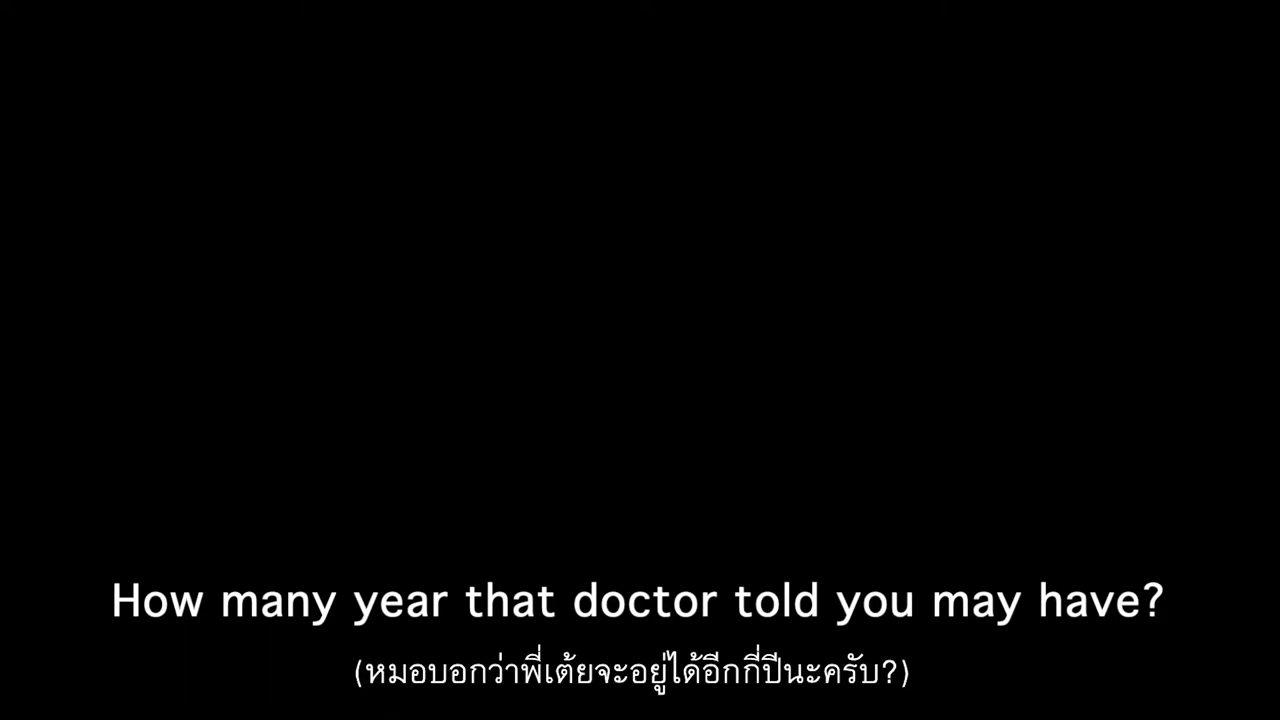 How many year that doctor told you may have?
(หมอบอกว่าพี่เต้ยจะอยู่ได้อีกกี่ปีนะครับ?)